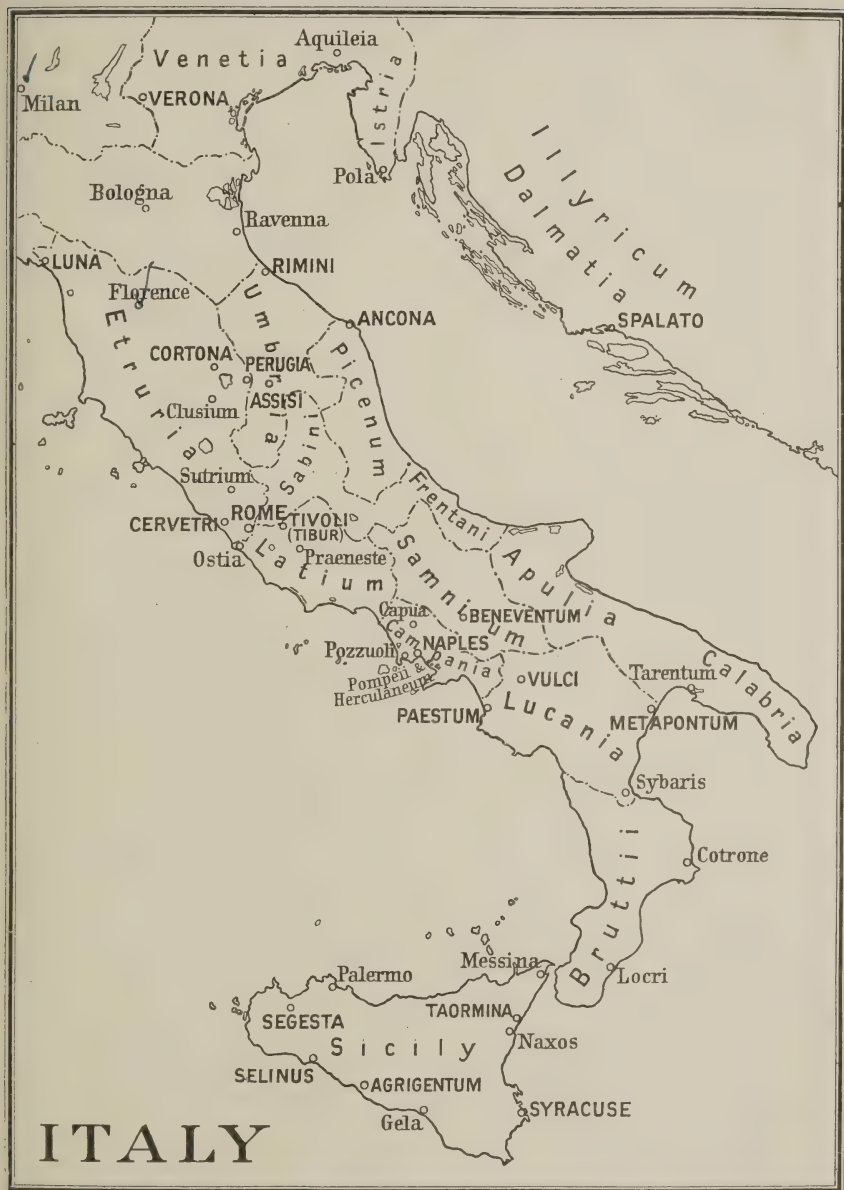 Aquileia
Venetia
Milan
VERONA
Istria
Illyricum
Dalmatia
Pola
Bologna
Ravenna
LUNA
RIMINI
Florence
Umbria
ANCONA
SPALATO
Etruria
CORTONA
PERUGIA
Picenum
Clusium
ASSISI
Sabini
Sutrium
Frentani
CERVETRI
ROME
TIVOLI
(TIBUR)
Ostia
Praeneste
Latium
Samnium
Apulia
Capua
BENEVENTUM
Campania
Pozzuoli
NAPLES
Pompeii &
Herculaneum
VULCI
Tarentum
Calabria
PAESTUM
Lucania
METAPONTUM
Sybaris
Bruttii
Cotrone
Messina
Locri
Palermo
SEGESTA
TAORMINA
Naxos
Sicily
SELINUS
AGRIGENTUM
Gela
SYRACUSE
ITALY